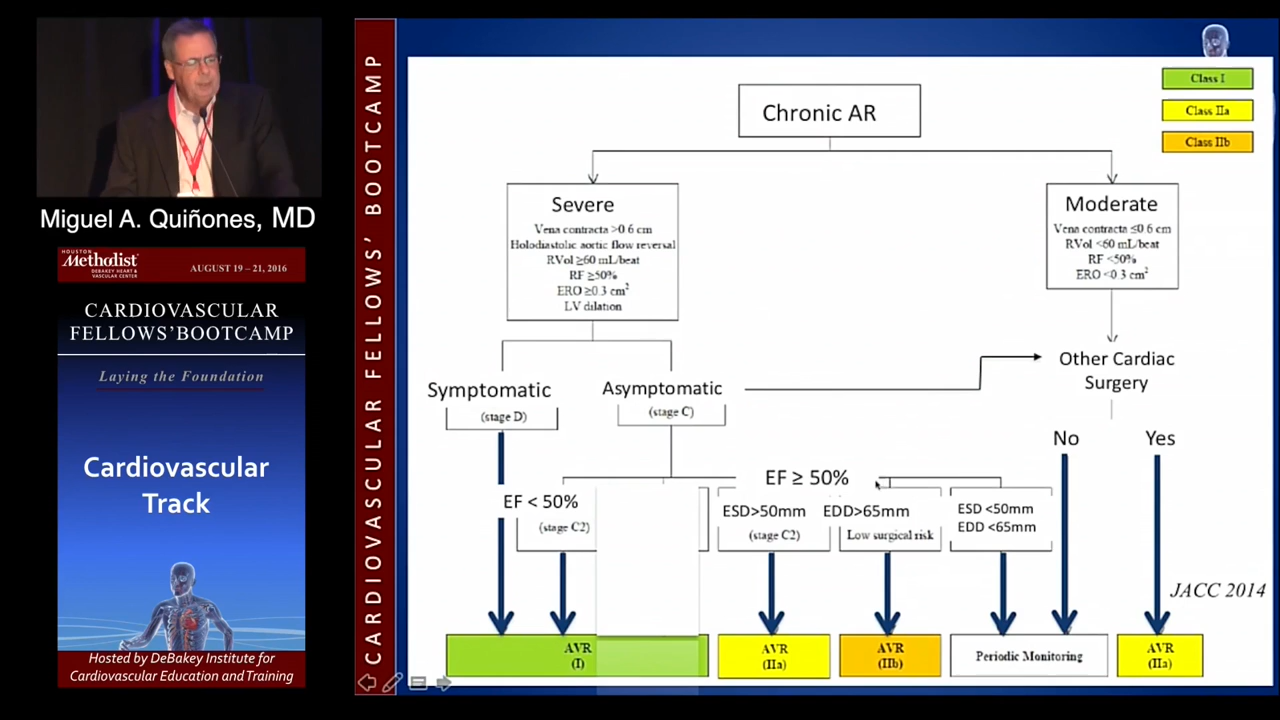 Miguel A. Quiñones, MD
HOUSTON
Methodist
DEBAKEY HEART &
VASCULAR CENTER
AUGUST 19 – 21, 2016
CARDIOVASCULAR
FELLOWS'BOOTCAMP
Laying the Foundation
Cardiovascular
Track
Hosted by DeBakey Institute for
Cardiovascular Education and Training
CARDIOVASCULAR FELLOWS' BOOTCAMP
Class I
Class IIa
Class IIb
Chronic AR
Severe
Vena contracta >0.6 cm
Holodiastolic aortic flow reversal
RVol ≥60 mL/beat
RF ≥50%
ERO ≥0.3 cm²
LV dilation
Moderate
Vena contracta ≤0.6 cm
RVol <60 mL/beat
RF <50%
ERO <0.3 cm²
Symptomatic
(stage D)
Asymptomatic
(stage C)
Other Cardiac
Surgery
No
Yes
EF ≥ 50%
EF < 50%
(stage C2)
ESD>50mm
(stage C2)
EDD>65mm
Low surgical risk
ESD <50mm
EDD <65mm
JACC 2014
AVR
(I)
AVR
(IIa)
AVR
(IIb)
Periodic Monitoring
AVR
(IIa)